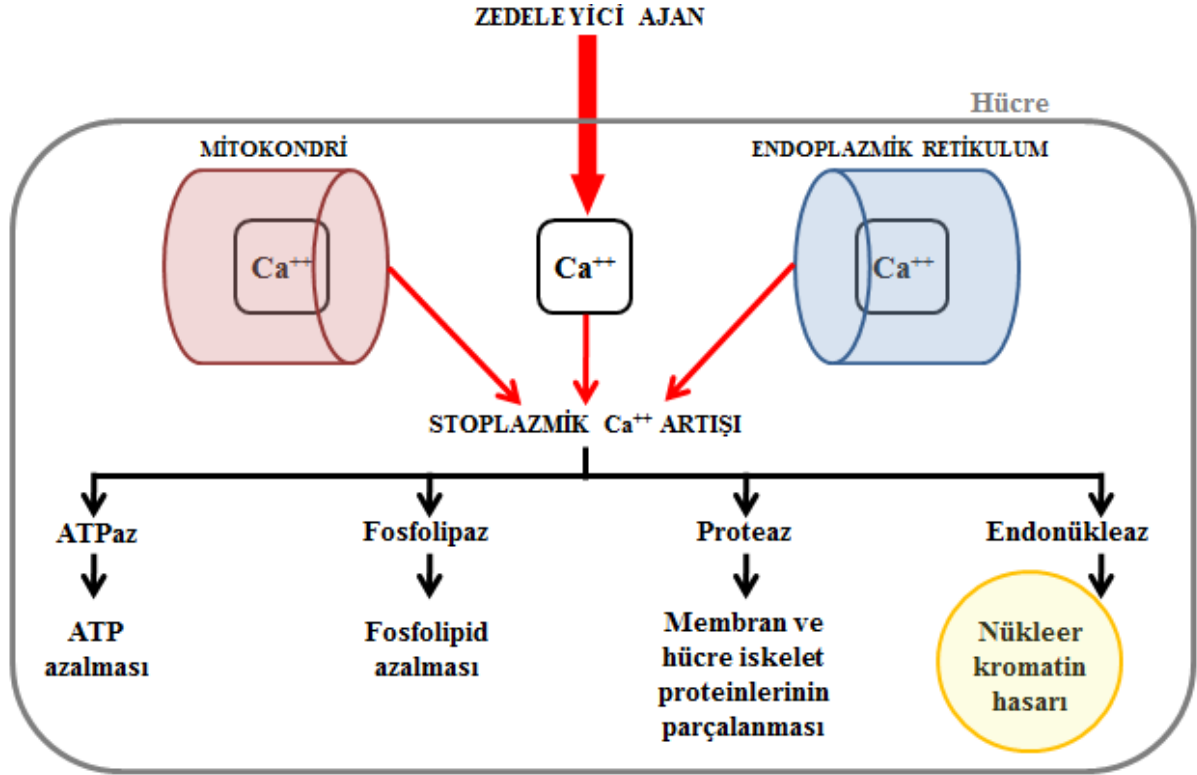 ZEDELEYİCİ AJAN
Hücre
MİTOKONDRİ
ENDOPLAZMİK RETİKULUM
Ca⁺⁺
Ca⁺⁺
Ca⁺⁺
STOPLAZMİK Ca⁺⁺ ARTIŞI
ATPaz
Fosfolipaz
Proteaz
Endonükleaz
ATP
azalması
Fosfolipid
azalması
Membran ve
hücre iskelet
proteinlerinin
parçalanması
Nükleer
kromatin
hasarı